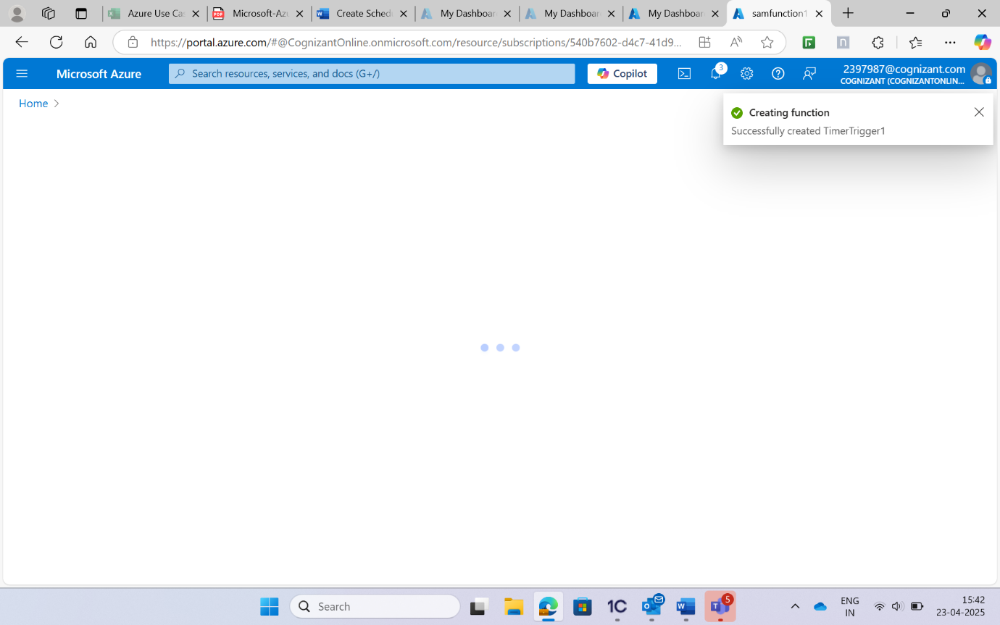 Azure Use Ca
Microsoft-Azu
Create Sched
My Dashboar
My Dashboar
My Dashboar
samfunction1
https://portal.azure.com/#@CognizantOnline.onmicrosoft.com/resource/subscriptions/540b7602-d4c7-41d9...
Microsoft Azure
Search resources, services, and docs (G+/)
Copilot
3
2397987@cognizant.com
COGNIZANT (COGNIZANTONLIN...
Home
Creating function
Successfully created TimerTrigger1
Search
1C
5
ENG
IN
15:42
23-04-2025